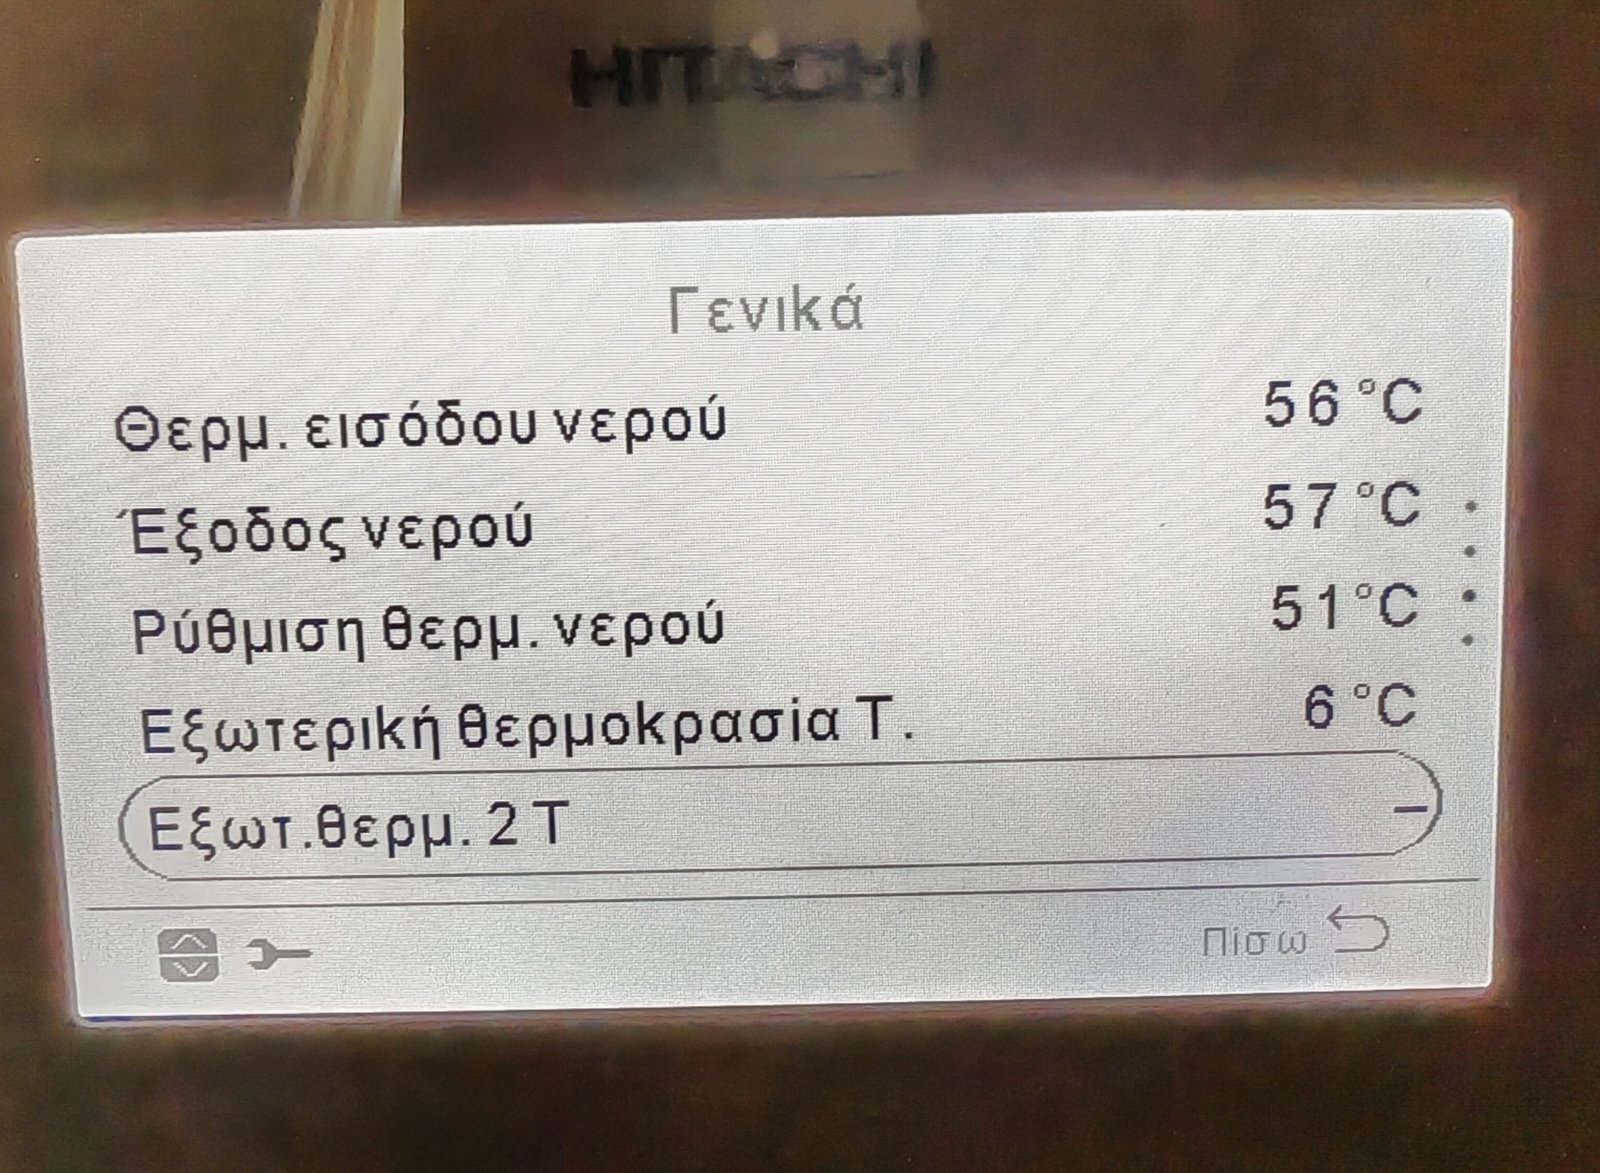 HITACHI
Γενικά
Θερμ. εισόδου νερού 56 °C
Έξοδος νερού 57 °C
Ρύθμιση θερμ. νερού 51 °C
Εξωτερική θερμοκρασία Τ. 6 °C
Εξωτ.θερμ. 2 Τ –
Πίσω